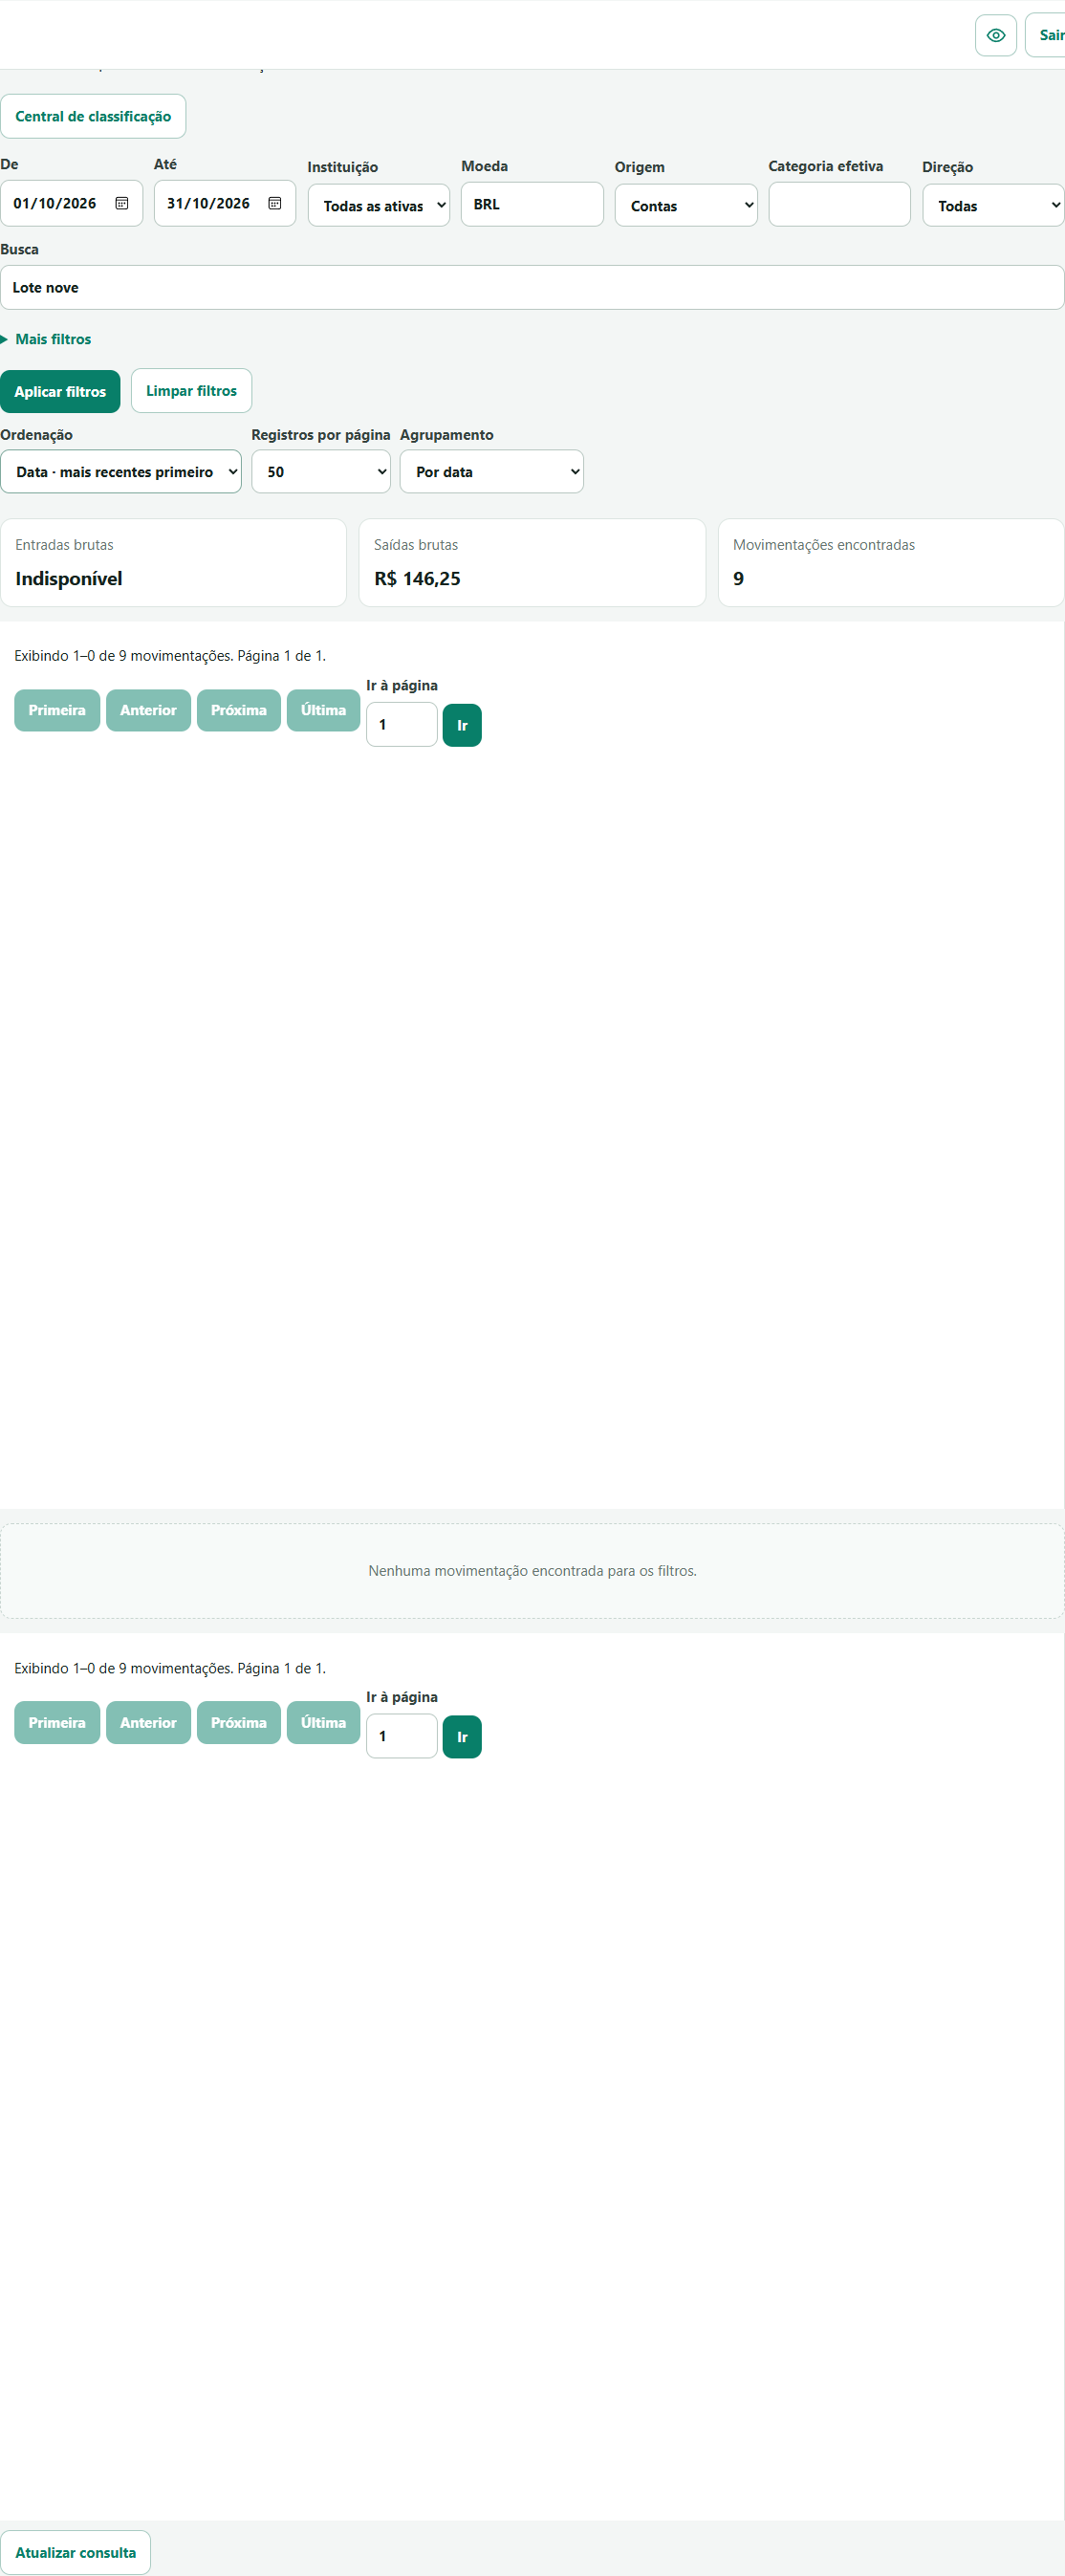 Sair
Central de classificação
De Até Instituição Moeda Origem Categoria efetiva Direção
01/10/2026 31/10/2026 Todas as ativas BRL Contas Todas
Busca
Lote nove
Mais filtros
Aplicar filtros Limpar filtros
Ordenação Registros por página Agrupamento
Data · mais recentes primeiro 50 Por data
Entradas brutas Saídas brutas Movimentações encontradas
Indisponível R$ 146,25 9
Exibindo 1–0 de 9 movimentações. Página 1 de 1.
Ir à página
Primeira Anterior Próxima Última 1 Ir
Nenhuma movimentação encontrada para os filtros.
Exibindo 1–0 de 9 movimentações. Página 1 de 1.
Ir à página
Primeira Anterior Próxima Última 1 Ir
Atualizar consulta